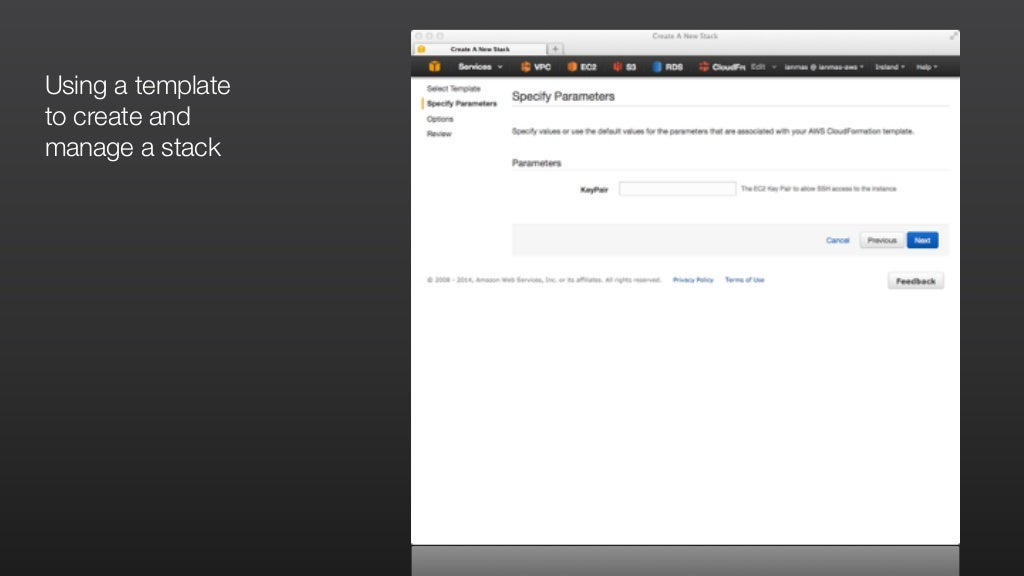 Using a template
to create and
manage a stack
Create A New Stack
Create A New Stack
Services VPC EC2 S3 RDS CloudFr Edit ianmas @ ianmas-aws Ireland Help
Select Template
Specify Parameters
Options
Review
Specify Parameters
Specify values or use the default values for the parameters that are associated with your AWS CloudFormation template.
Parameters
KeyPair The EC2 Key Pair to allow SSH access to the instance
Cancel Previous Next
© 2008 - 2014, Amazon Web Services, Inc. or its affiliates. All rights reserved. Privacy Policy Terms of Use
Feedback